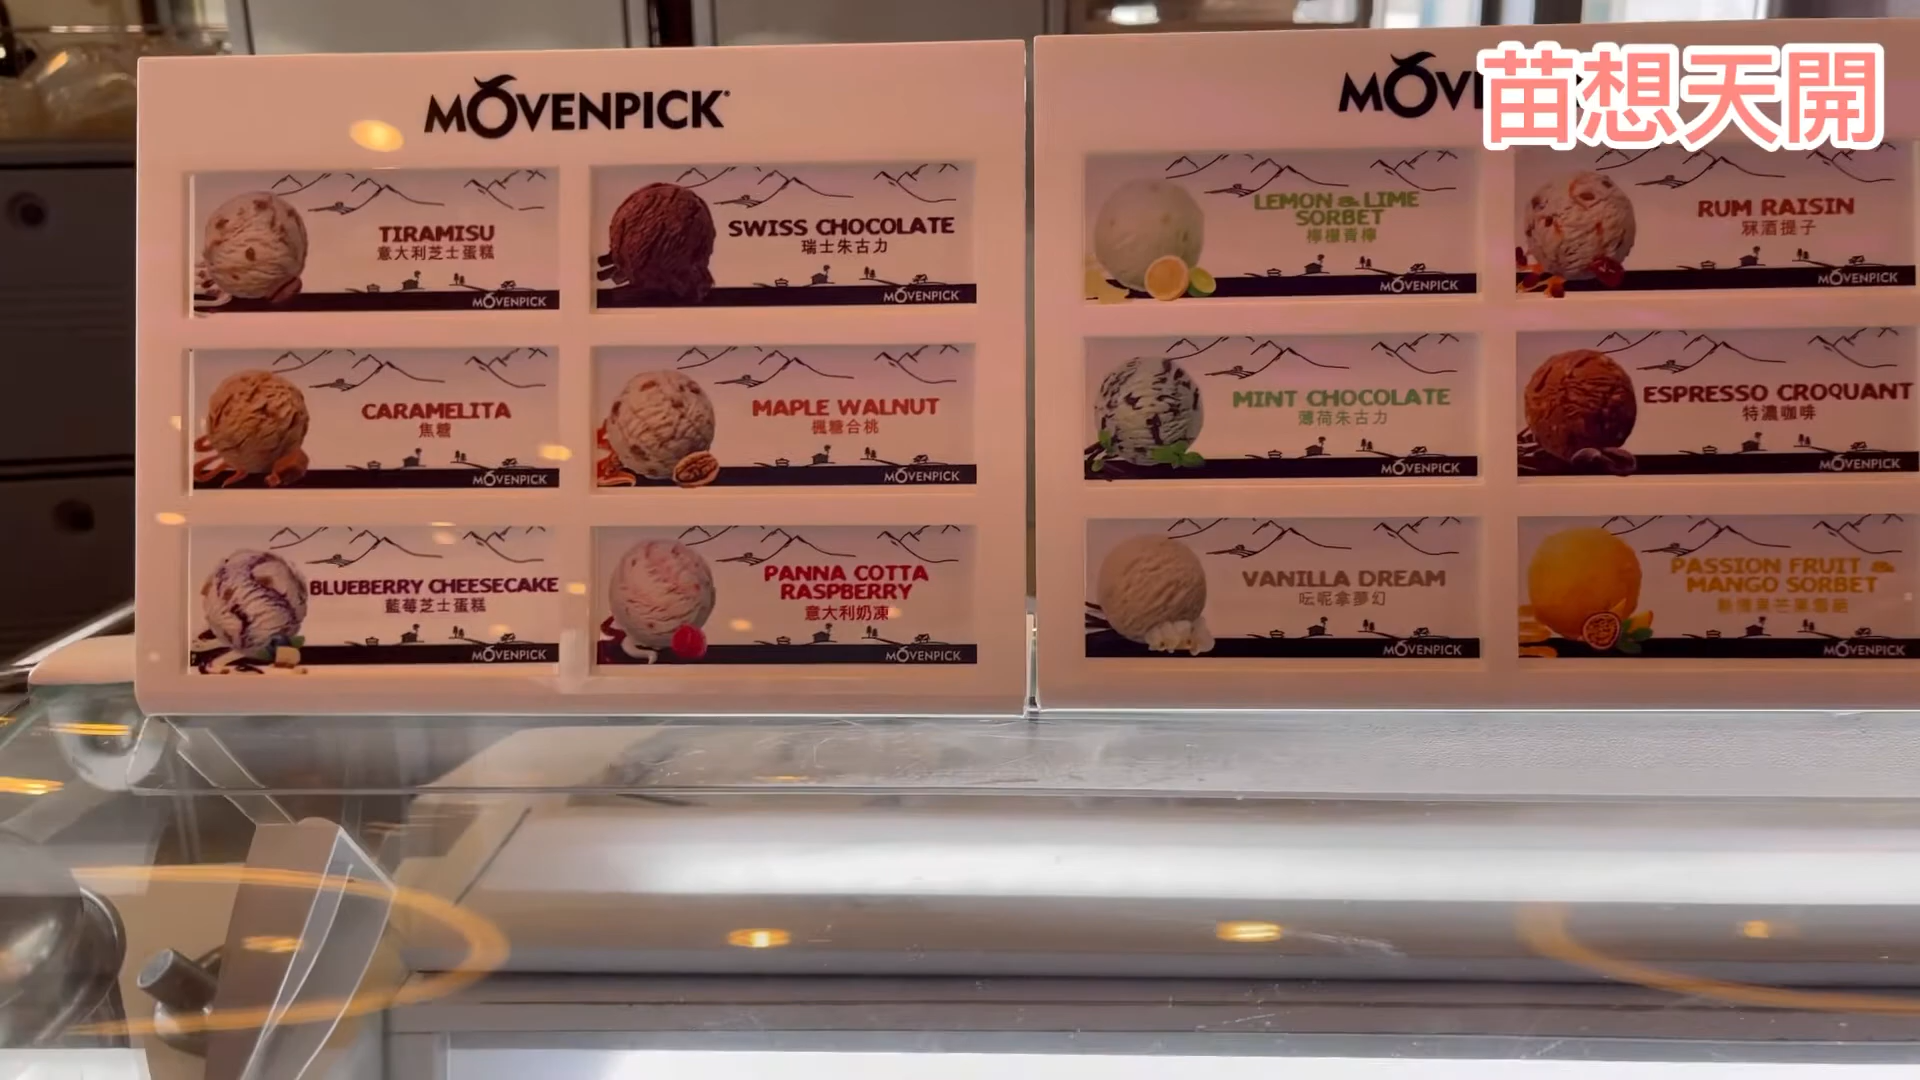 MÖVENPICK
TIRAMISU
意大利芝士蛋糕
MÖVENPICK
SWISS CHOCOLATE
瑞士朱古力
MÖVENPICK
CARAMELITA
焦糖
MÖVENPICK
MAPLE WALNUT
楓糖合桃
MÖVENPICK
BLUEBERRY CHEESECAKE
藍莓芝士蛋糕
MÖVENPICK
PANNA COTTA
RASPBERRY
意大利奶凍
MÖVENPICK
MÖV
苗想天開
LEMON & LIME
SORBET
檸檬青檸
MÖVENPICK
RUM RAISIN
冧酒提子
MÖVENPICK
MINT CHOCOLATE
薄荷朱古力
MÖVENPICK
ESPRESSO CROQUANT
特濃咖啡
MÖVENPICK
VANILLA DREAM
呍呢拿夢幻
MÖVENPICK
PASSION FRUIT &
MANGO SORBET
MÖVENPICK